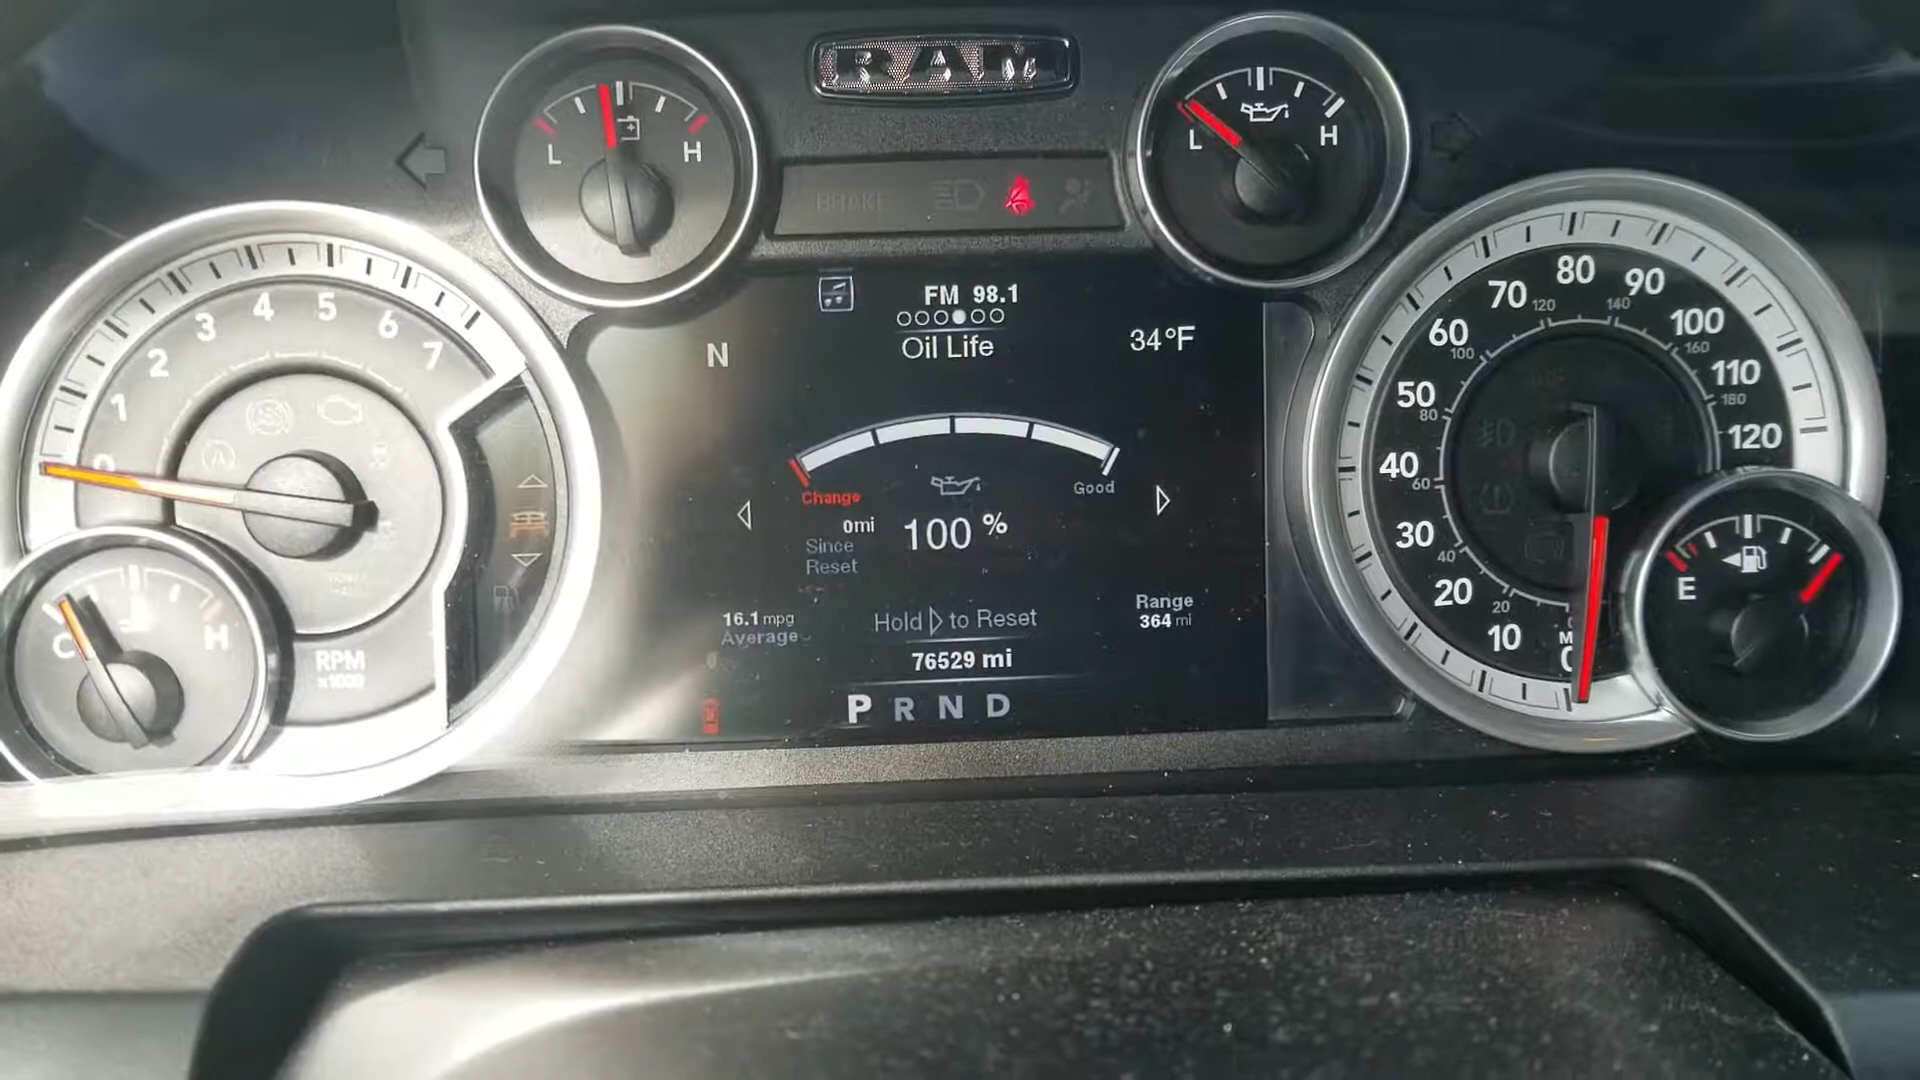 RAM
L H
L H
BRAKE
FM 98.1
N
Oil Life
34°F
Change
Good
0mi
Since
Reset
100 %
16.1 mpg
Average
Hold ▷ to Reset
Range
364 mi
76529 mi
P R N D
0 1 2 3 4 5 6 7
RPM
x1000
C H
0 10 20 30 40 50 60 70 80 90 100 110 120
20 40 60 80 100 120 140 160 180
E